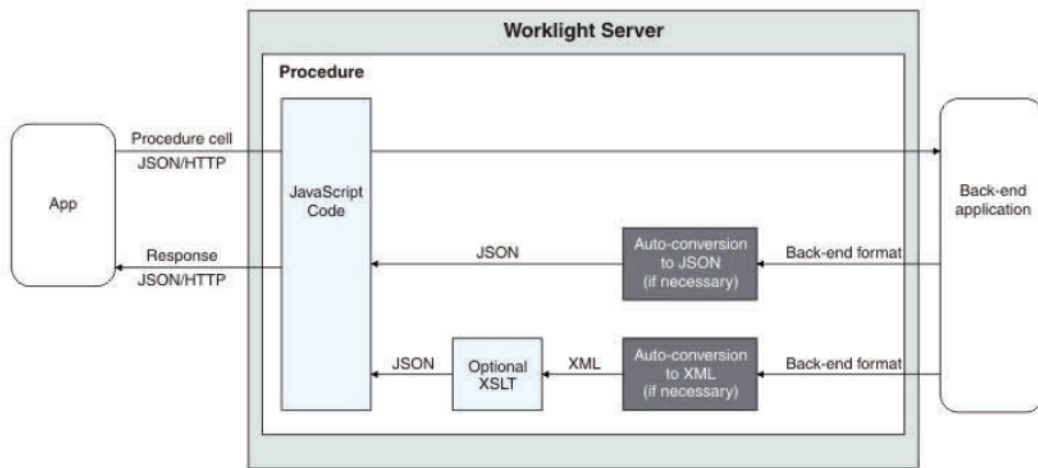 Worklight Server
Procedure
Procedure cell
JSON/HTTP
App
JavaScript
Code
Back-end
application
Response
JSON/HTTP
JSON
Auto-conversion
to JSON
(if necessary)
Back-end format
JSON
Optional
XSLT
XML
Auto-conversion
to XML
(if necessary)
Back-end format